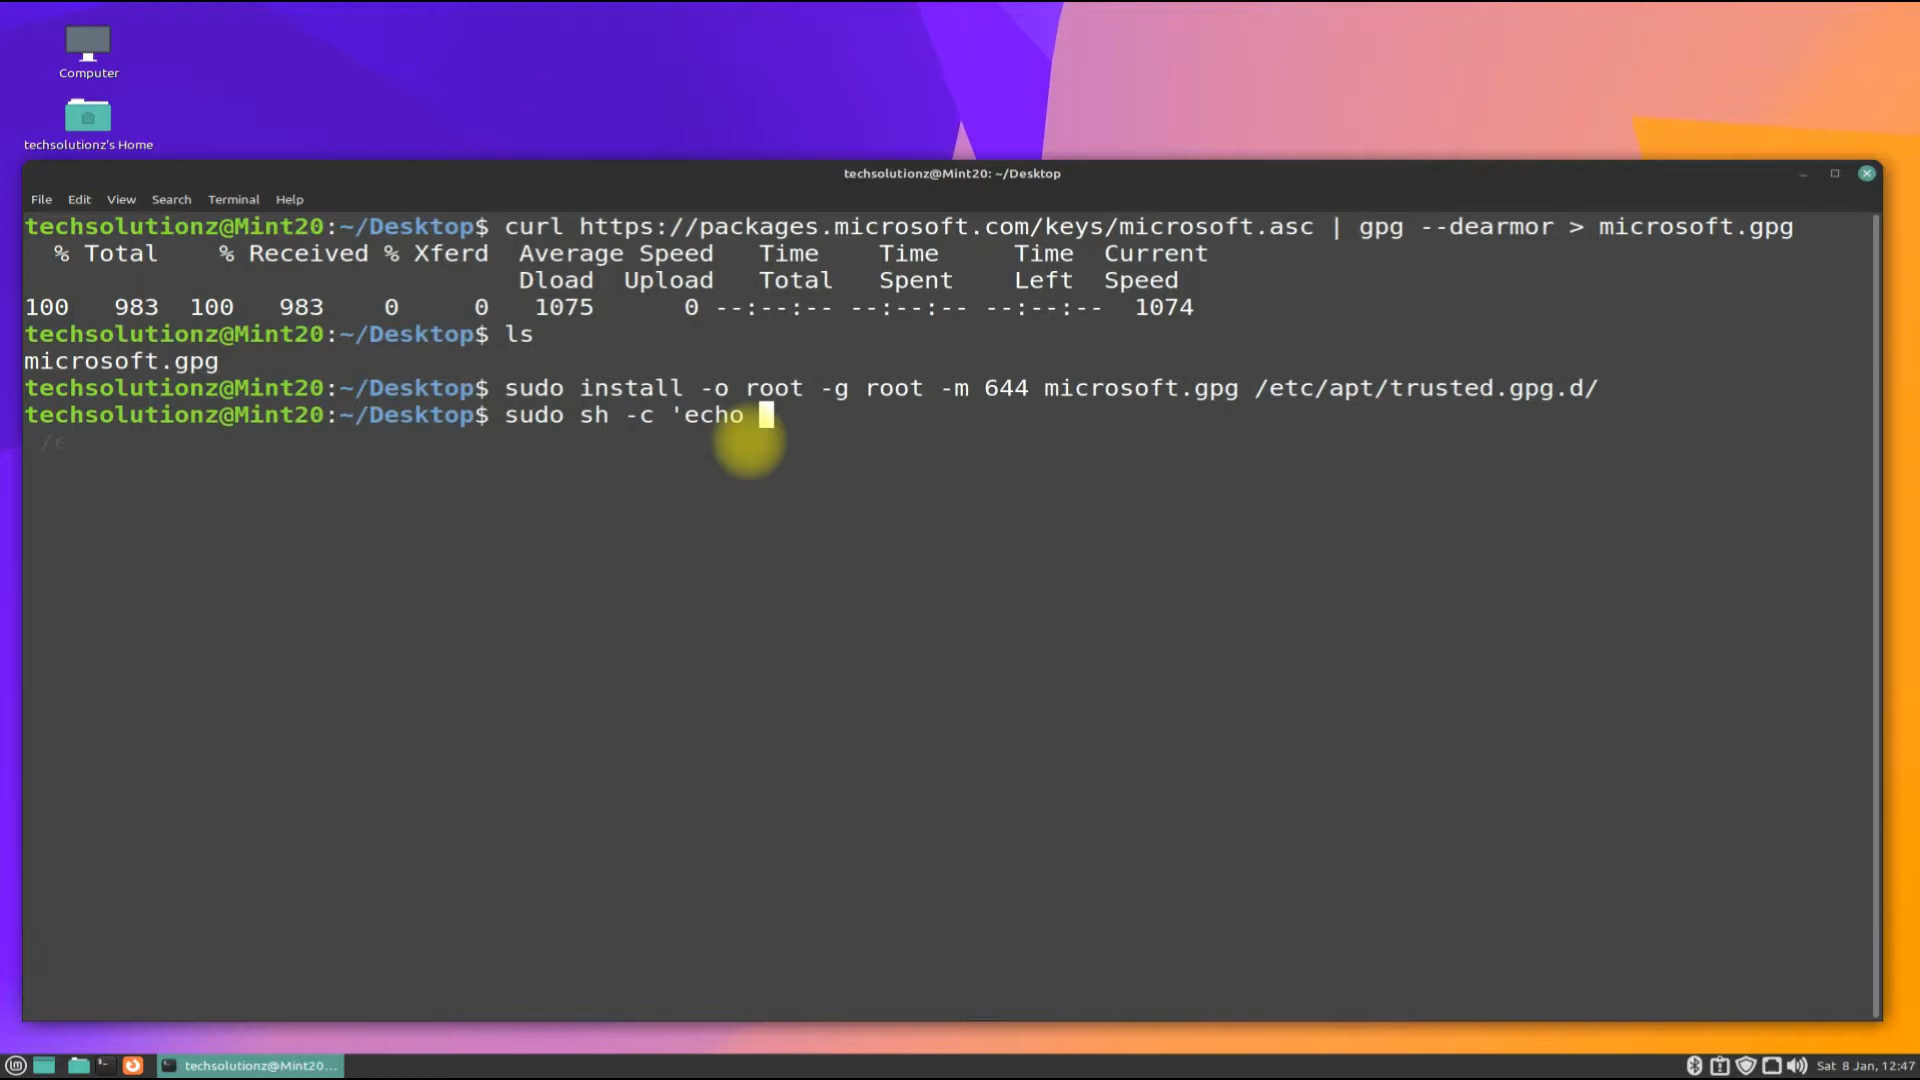 Computer
techsolutionz's Home
techsolutionz@Mint20: ~/Desktop
File Edit View Search Terminal Help
techsolutionz@Mint20:~/Desktop$ curl https://packages.microsoft.com/keys/microsoft.asc | gpg --dearmor > microsoft.gpg
% Total % Received % Xferd Average Speed Time Time Time Current
Dload Upload Total Spent Left Speed
100 983 100 983 0 0 1075 0 --:--:-- --:--:-- --:--:-- 1074
techsolutionz@Mint20:~/Desktop$ ls
microsoft.gpg
techsolutionz@Mint20:~/Desktop$ sudo install -o root -g root -m 644 microsoft.gpg /etc/apt/trusted.gpg.d/
techsolutionz@Mint20:~/Desktop$ sudo sh -c 'echo
techsolutionz@Mint20... Sat 8 Jan, 12:47